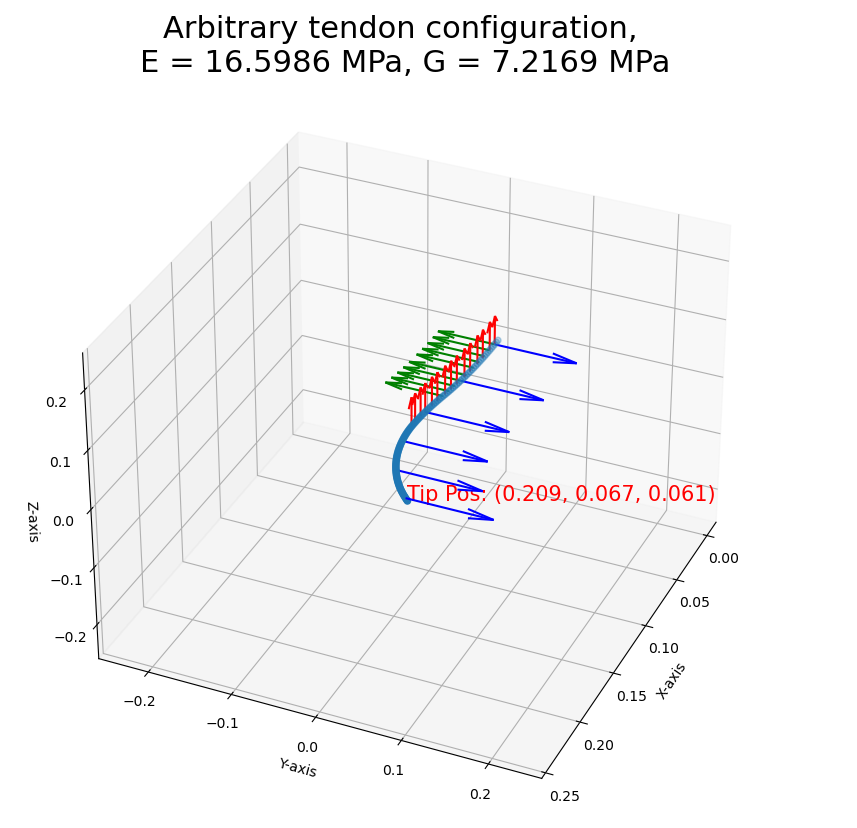 Arbitrary tendon configuration,
E = 16.5986 MPa, G = 7.2169 MPa
Tip Pos: (0.209, 0.067, 0.061)
0.2
0.1
0.0
−0.1
−0.2
Z-axis
−0.2
−0.1
0.0
0.1
0.2
Y-axis
0.00
0.05
0.10
0.15
0.20
0.25
X-axis